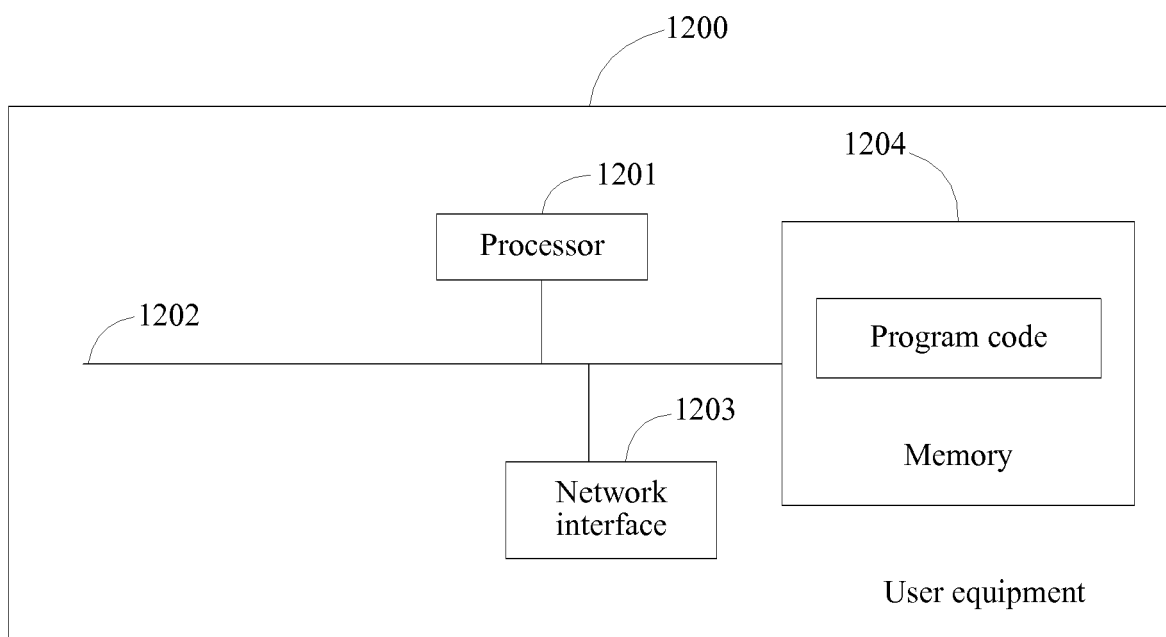 1200
1204
1201
Processor
1202
Program code
1203
Memory
Network
interface
User equipment